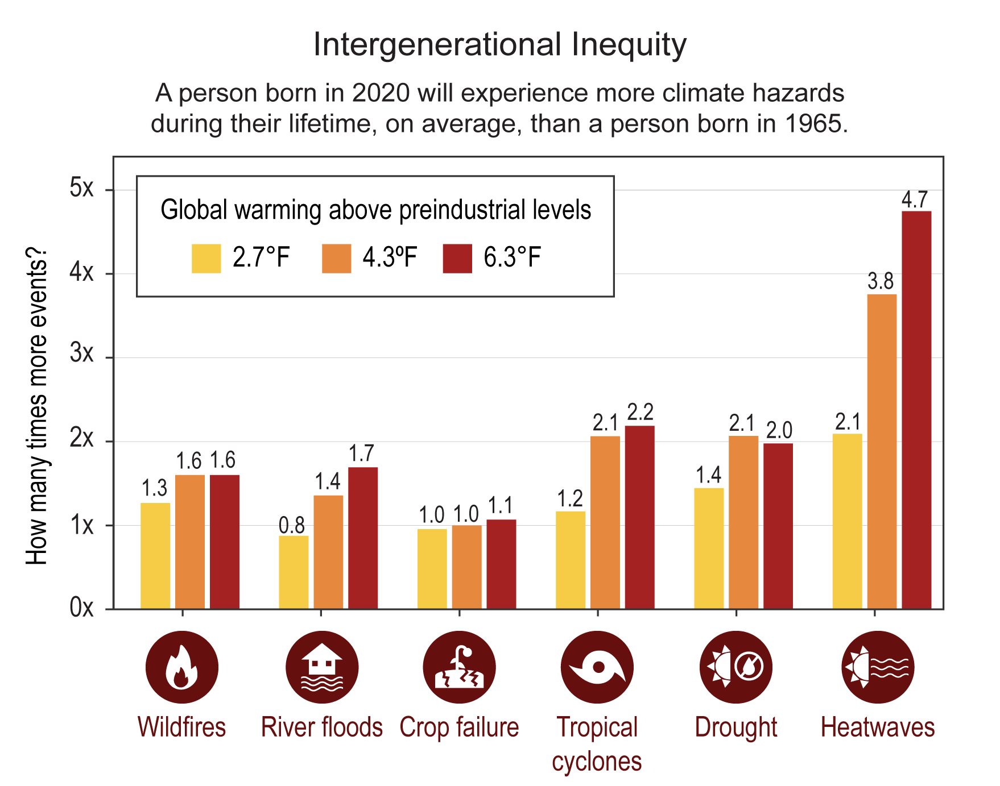 Intergenerational Inequity
A person born in 2020 will experience more climate hazards
during their lifetime, on average, than a person born in 1965.
How many times more events?
5x
4x
3x
2x
1x
0x
Global warming above preindustrial levels
2.7°F 4.3ºF 6.3°F
1.3 1.6 1.6
0.8 1.4 1.7
1.0 1.0 1.1
1.2 2.1 2.2
1.4 2.1 2.0
2.1 3.8 4.7
Wildfires
River floods
Crop failure
Tropical
cyclones
Drought
Heatwaves